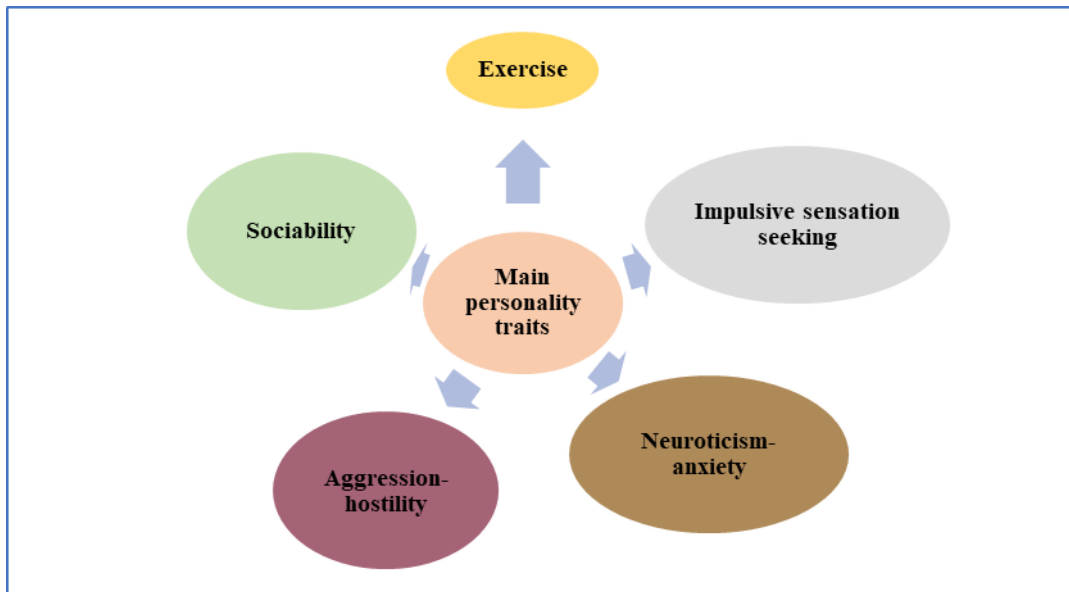 Exercise
Sociability
Impulsive sensation
seeking
Main
personality
traits
Aggression-
hostility
Neuroticism-
anxiety